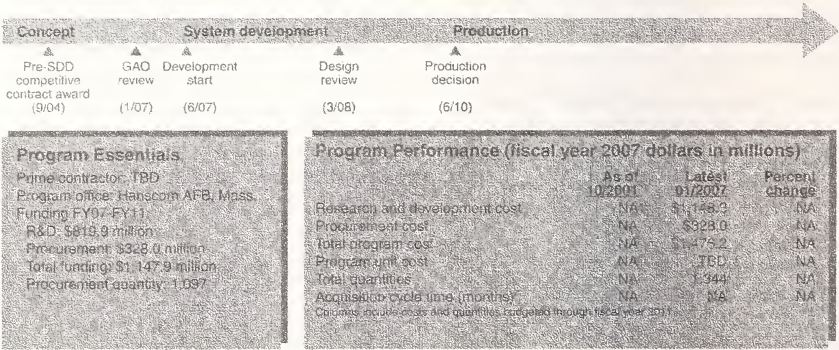 Concept System development Production
Pre-SDD competitive contract award (9/04)
GAO review (1/07)
Development start (6/07)
Design review (3/08)
Production decision (6/10)
Program Essentials
Prime contractor: TBD
Program office: Hanscom AFB, Mass.
Funding FY07-FY11:
R&D: $819.9 million
Procurement: $328.0 million
Total funding: $1,147.9 million
Procurement quantity: 1,097
Program Performance (fiscal year 2007 dollars in millions)
As of 10/2001 Latest 01/2007 Percent change
Research and development cost NA $1,148.3 NA
Procurement cost NA $328.0 NA
Total program cost NA $1,476.2 NA
Program unit cost NA TBD NA
Total quantities NA 1,344 NA
Acquisition cycle time (months) NA NA NA
Columns include costs and quantities budgeted through fiscal year 2011.